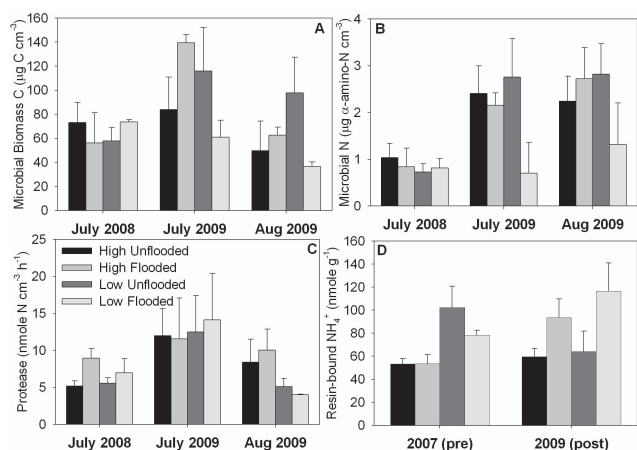 A
Microbial Biomass C (µg C cm⁻³)
160
140
120
100
80
60
40
20
0
July 2008
July 2009
Aug 2009
B
Microbial N (µg α-amino-N cm⁻³)
4
3
2
1
0
July 2008
July 2009
Aug 2009
C
Protease (nmole N cm⁻³ h⁻¹)
25
20
15
10
5
0
High Unflooded
High Flooded
Low Unflooded
Low Flooded
July 2008
July 2009
Aug 2009
D
Resin-bound NH₄⁺ (nmole g⁻¹)
160
140
120
100
80
60
40
20
0
2007 (pre)
2009 (post)